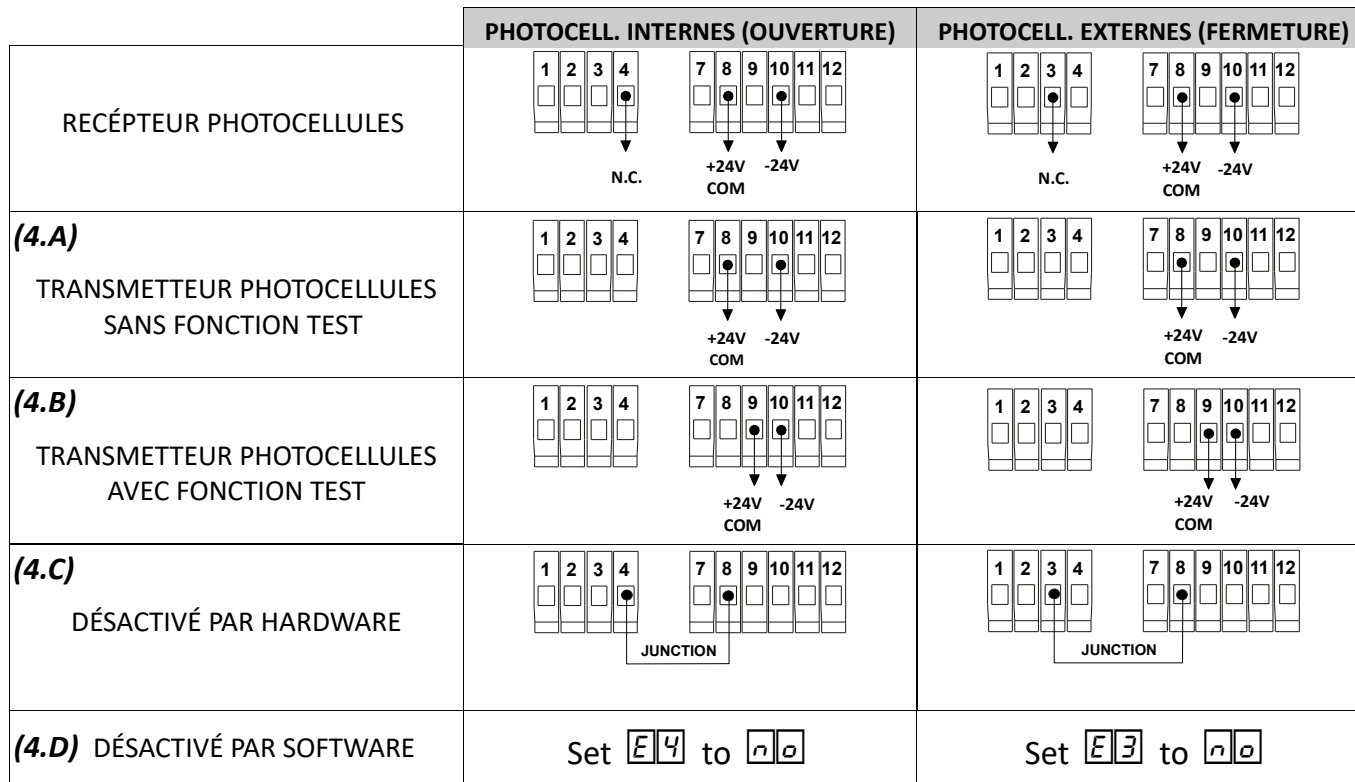 PHOTOCELL. INTERNES (OUVERTURE) PHOTOCELL. EXTERNES (FERMETURE)
RECÉPTEUR PHOTOCELLULES
1 2 3 4 7 8 9 10 11 12
N.C. +24V COM -24V
1 2 3 4 7 8 9 10 11 12
N.C. +24V COM -24V
(4.A)
TRANSMETTEUR PHOTOCELLULES
SANS FONCTION TEST
1 2 3 4 7 8 9 10 11 12
+24V COM -24V
1 2 3 4 7 8 9 10 11 12
+24V COM -24V
(4.B)
TRANSMETTEUR PHOTOCELLULES
AVEC FONCTION TEST
1 2 3 4 7 8 9 10 11 12
+24V COM -24V
1 2 3 4 7 8 9 10 11 12
+24V COM -24V
(4.C)
DÉSACTIVÉ PAR HARDWARE
1 2 3 4 7 8 9 10 11 12
JUNCTION
1 2 3 4 7 8 9 10 11 12
JUNCTION
(4.D) DÉSACTIVÉ PAR SOFTWARE
Set E4 to no
Set E3 to no